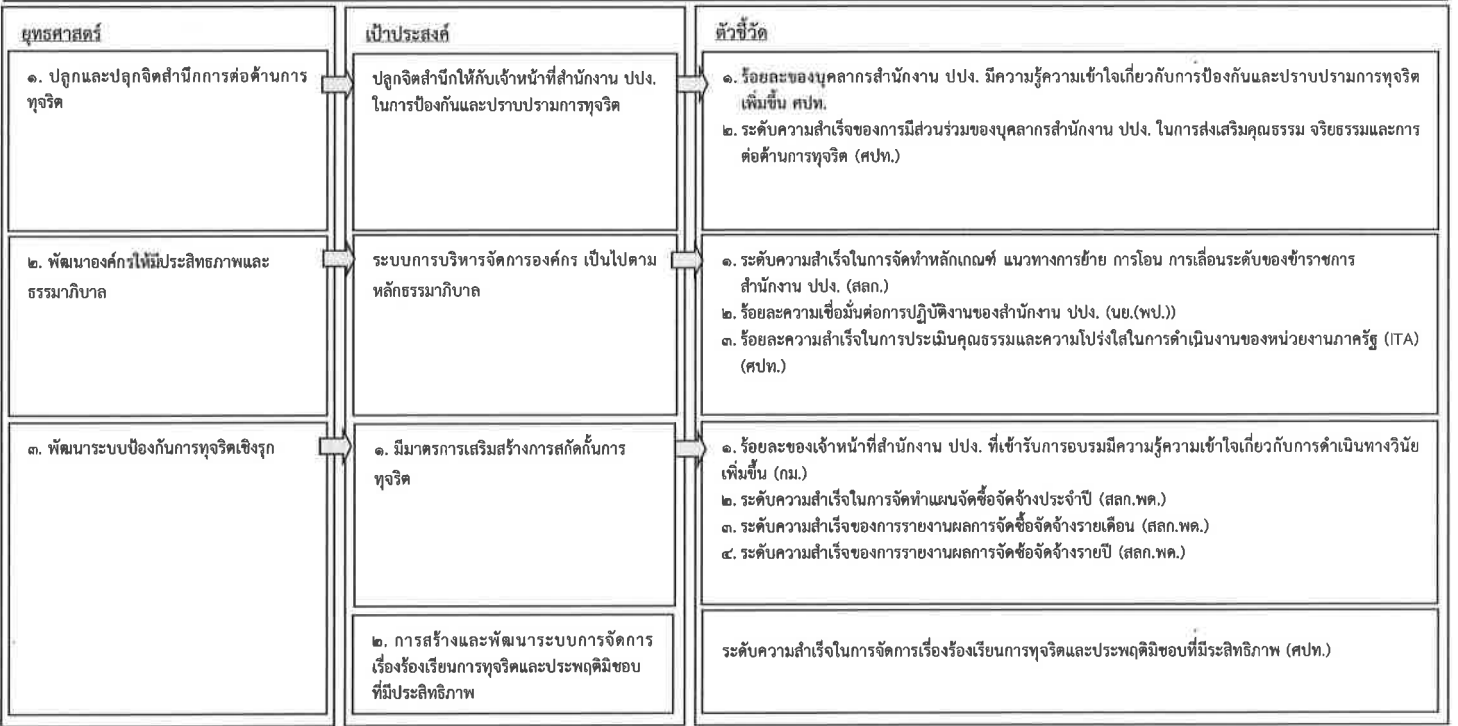 ยุทธศาสตร์
เป้าประสงค์
ตัวชี้วัด
๑. ปลูกและปลุกจิตสำนึกการต่อต้านการ
ทุจริต
ปลูกจิตสำนึกให้กับเจ้าหน้าที่สำนักงาน ปปง.
ในการป้องกันและปราบปรามการทุจริต
๑. ร้อยละของบุคลากรสำนักงาน ปปง. มีความรู้ความเข้าใจเกี่ยวกับการป้องกันและปราบปรามการทุจริต
เพิ่มขึ้น ศปท.
๒. ระดับความสำเร็จของการมีส่วนร่วมของบุคลากรสำนักงาน ปปง. ในการส่งเสริมคุณธรรม จริยธรรมและการ
ต่อต้านการทุจริต (ศปท.)
๒. พัฒนาองค์กรให้มีประสิทธภาพและ
ธรรมาภิบาล
ระบบการบริหารจัดการองค์กร เป็นไปตาม
หลักธรรมาภิบาล
๑. ระดับความสำเร็จในการจัดทำหลักเกณฑ์ แนวทางการย้าย การโอน การเลื่อนระดับของข้าราชการ
สำนักงาน ปปง. (สลก.)
๒. ร้อยละความเชื่อมั่นต่อการปฏิบัติงานของสำนักงาน ปปง. (นย.(พป.))
๓. ร้อยละความสำเร็จในการประเมินคุณธรรมและความโปร่งใสในการดำเนินงานของหน่วยงานภาครัฐ (ITA)
(ศปท.)
๓. พัฒนาระบบป้องกันการทุจริตเชิงรุก
๑. มีมาตรการเสริมสร้างการสกัดกั้นการ
ทุจริต
๑. ร้อยละของเจ้าหน้าที่สำนักงาน ปปง. ที่เข้ารับการอบรมมีความรู้ความเข้าใจเกี่ยวกับการดำเนินทางวินัย
เพิ่มขึ้น (กม.)
๒. ระดับความสำเร็จในการจัดทำแผนจัดซื้อจัดจ้างประจำปี (สลก.พด.)
๓. ระดับความสำเร็จของการรายงานผลการจัดซื้อจัดจ้างรายเดือน (สลก.พด.)
๔. ระดับความสำเร็จของการรายงานผลการจัดซ้อจัดจ้างรายปี (สลก.พด.)
๒. การสร้างและพัฒนาระบบการจัดการ
เรื่องร้องเรียนการทุจริตและประพฤติมิชอบ
ที่มีประสิทธิภาพ
ระดับความสำเร็จในการจัดการเรื่องร้องเรียนการทุจริตและประพฤติมิชอบที่มีระสิทธิภาพ (ศปท.)